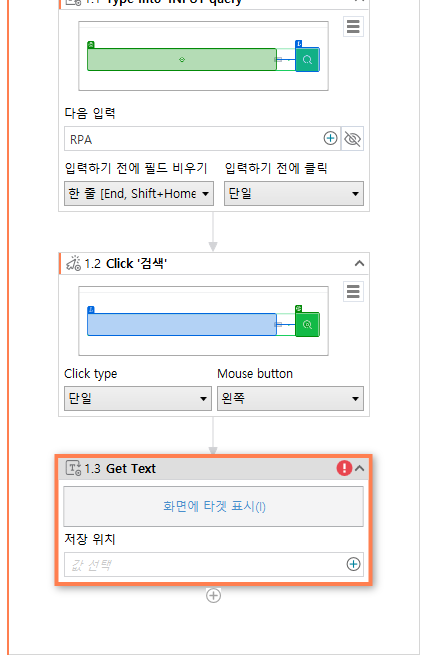 1.1 Type Into 'INPUT query'
다음 입력
RPA
입력하기 전에 필드 비우기 입력하기 전에 클릭
한 줄 [End, Shift+Home 단일
1.2 Click '검색'
Click type Mouse button
단일 왼쪽
1.3 Get Text
화면에 타겟 표시(I)
저장 위치
값 선택